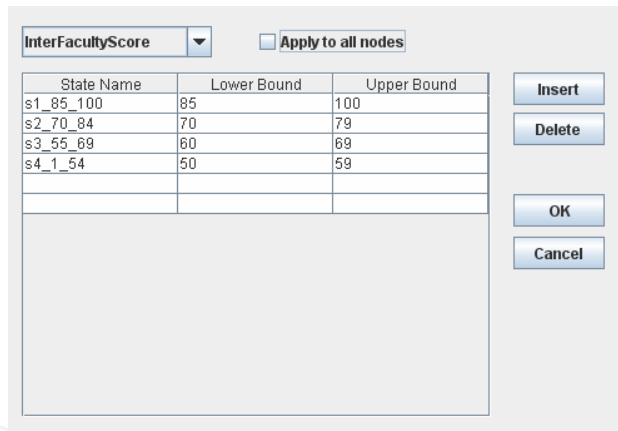 InterFacultyScore Apply to all nodes
State Name Lower Bound Upper Bound
s1_85_100 85 100
s2_70_84 70 79
s3_55_69 60 69
s4_1_54 50 59
Insert
Delete
OK
Cancel